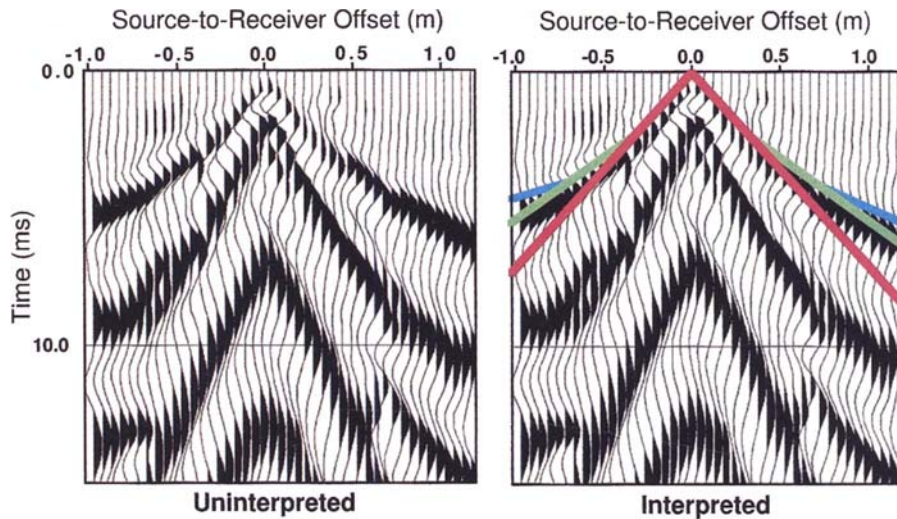 Source-to-Receiver Offset (m)
-1.0 -0.5 0.0 0.5 1.0
0.0
Time (ms)
10.0
Uninterpreted
Source-to-Receiver Offset (m)
-1.0 -0.5 0.0 0.5 1.0
Interpreted